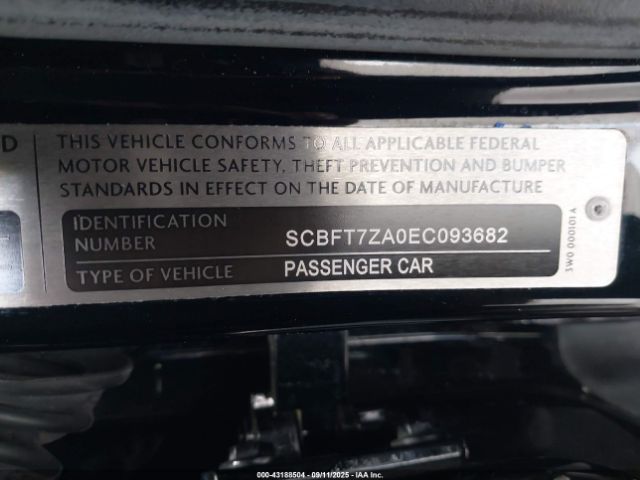 D
THIS VEHICLE CONFORMS TO ALL APPLICABLE FEDERAL
MOTOR VEHICLE SAFETY, THEFT PREVENTION AND BUMPER
STANDARDS IN EFFECT ON THE DATE OF MANUFACTURE
IDENTIFICATION
NUMBER SCBFT7ZA0EC093682
TYPE OF VEHICLE PASSENGER CAR
3W0 000101A
000-43188504 - 09/11/2025 - IAA Inc.